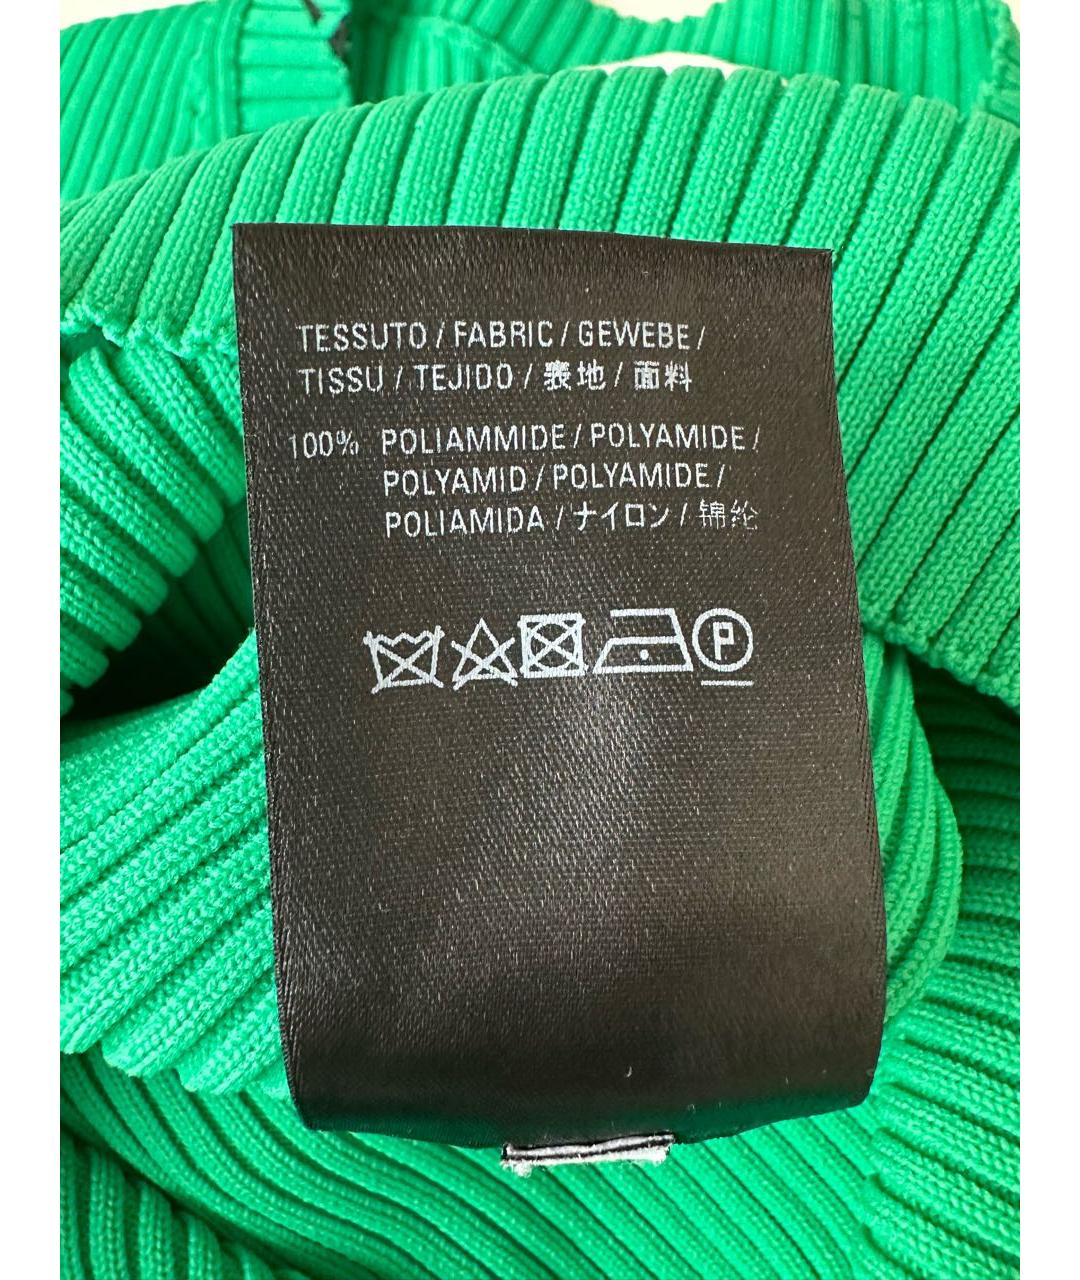 TESSUTO / FABRIC / GEWEBE /
TISSU / TEJIDO / 表地 / 面料
100% POLIAMMIDE / POLYAMIDE /
POLYAMID / POLYAMIDE /
POLIAMIDA / ナイロン / 锦纶
P